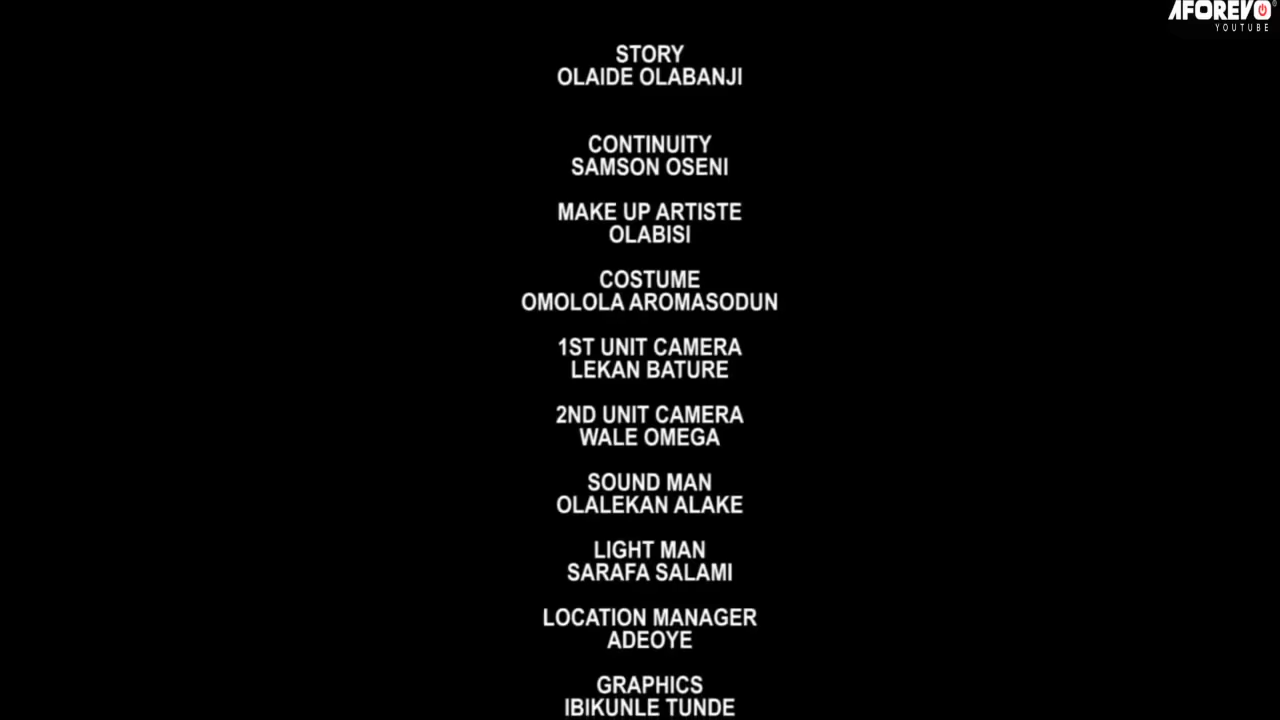 AFOREVO
YOUTUBE
STORY
OLAIDE OLABANJI
CONTINUITY
SAMSON OSENI
MAKE UP ARTISTE
OLABISI
COSTUME
OMOLOLA AROMASODUN
1ST UNIT CAMERA
LEKAN BATURE
2ND UNIT CAMERA
WALE OMEGA
SOUND MAN
OLALEKAN ALAKE
LIGHT MAN
SARAFA SALAMI
LOCATION MANAGER
ADEOYE
GRAPHICS
IBIKUNLE TUNDE